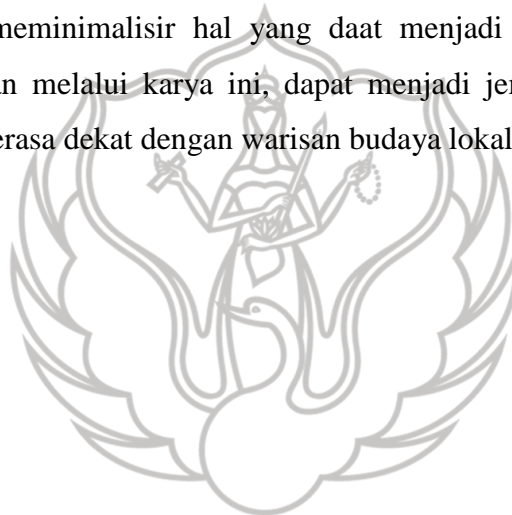 meminimalisir hal yang daat menjadi
an melalui karya ini, dapat menjadi jer
erasa dekat dengan warisan budaya lokal